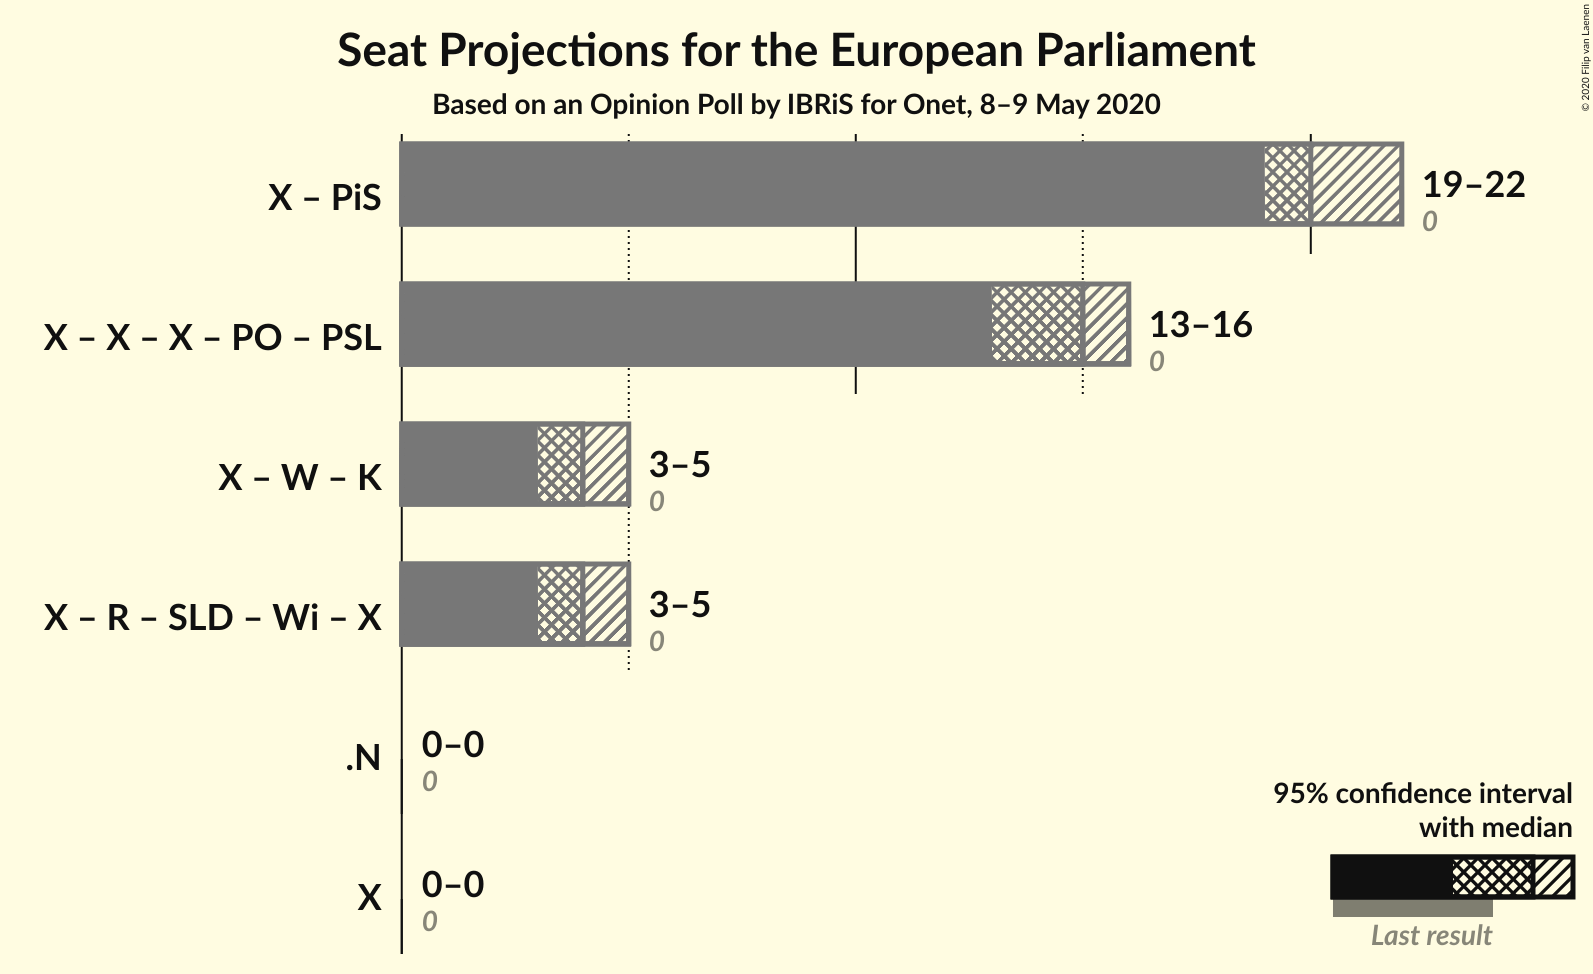 Seat Projections for the European Parliament
Based on an Opinion Poll by IBRiS for Onet, 8–9 May 2020
© 2020 Filip van Laenen
X – PiS
19–22
0
X – X – X – PO – PSL
13–16
0
X – W – K
3–5
0
X – R – SLD – Wi – X
3–5
0
.N
0–0
0
X
0–0
0
95% confidence interval
with median
Last result